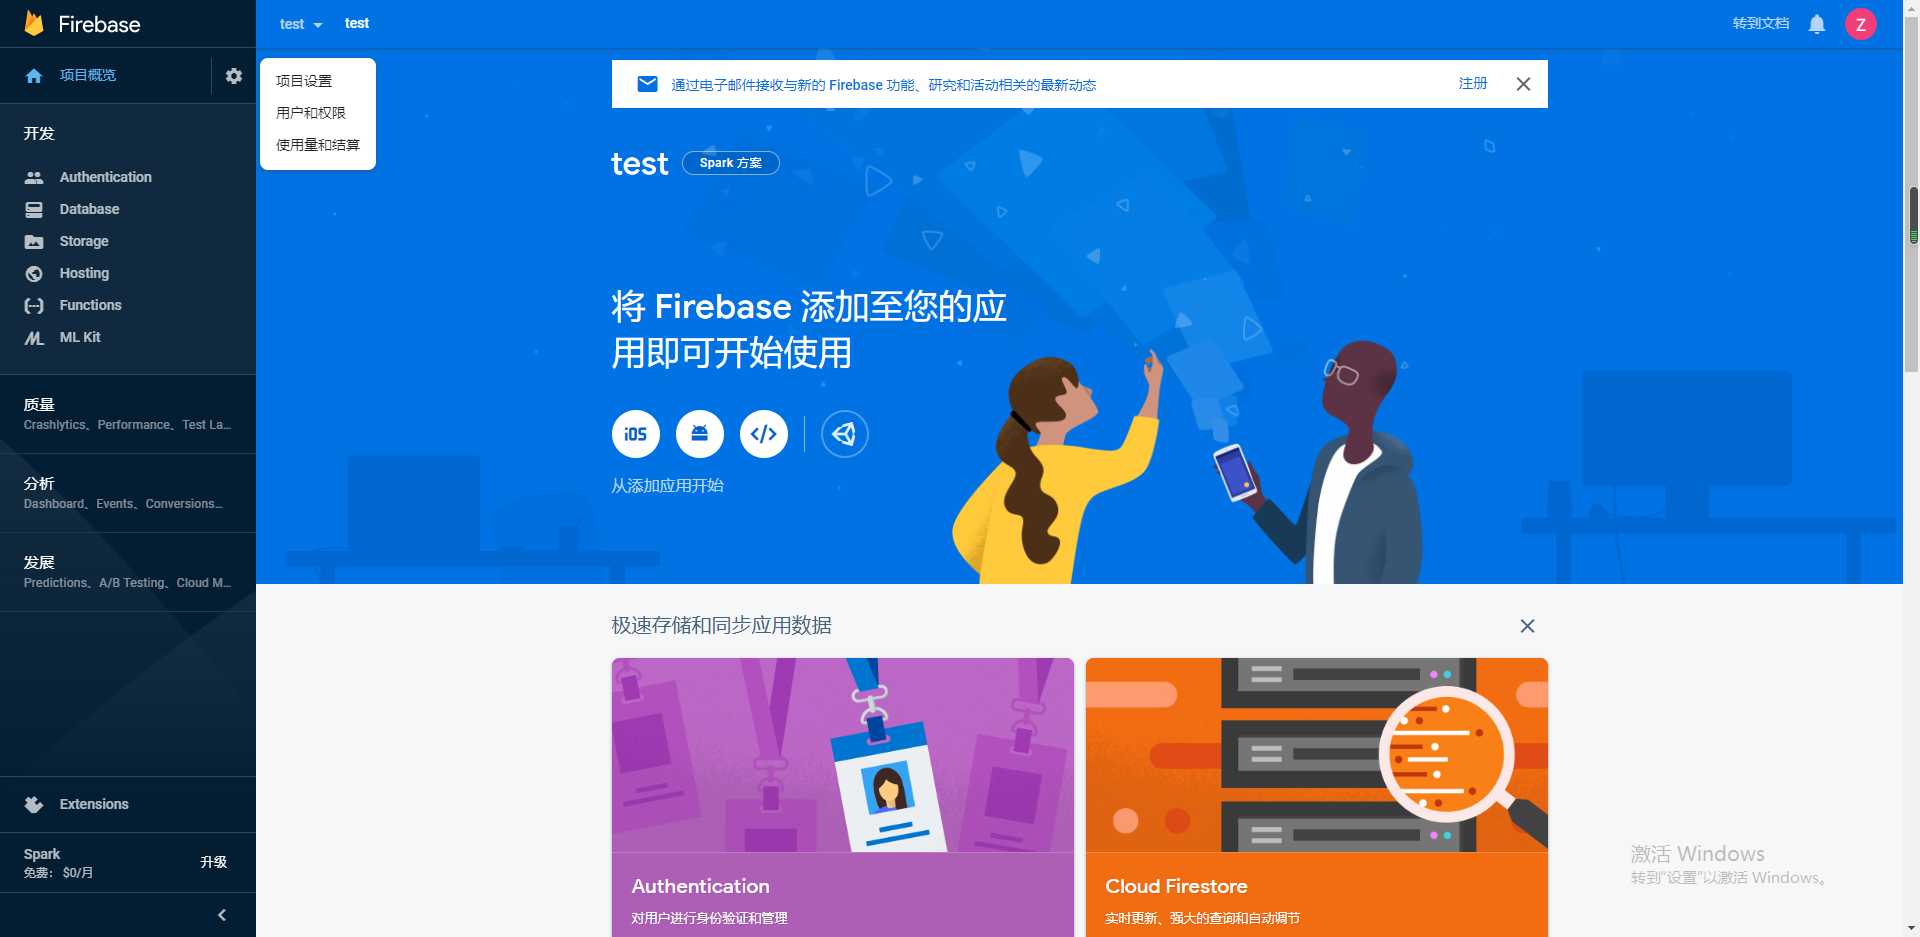 Firebase
test
test
转到文档
Z
项目概览
项目设置
用户和权限
使用量和结算
通过电子邮件接收与新的 Firebase 功能、研究和活动相关的最新动态
注册
开发
Authentication
Database
Storage
Hosting
Functions
ML Kit
质量
Crashlytics、Performance、Test La...
分析
Dashboard、Events、Conversions...
发展
Predictions、A/B Testing、Cloud M...
Extensions
Spark
免费： $0/月
升级
test
Spark 方案
将 Firebase 添加至您的应
用即可开始使用
iOS
从添加应用开始
极速存储和同步应用数据
Authentication
对用户进行身份验证和管理
Cloud Firestore
实时更新、强大的查询和自动调节
激活 Windows
转到"设置"以激活 Windows。